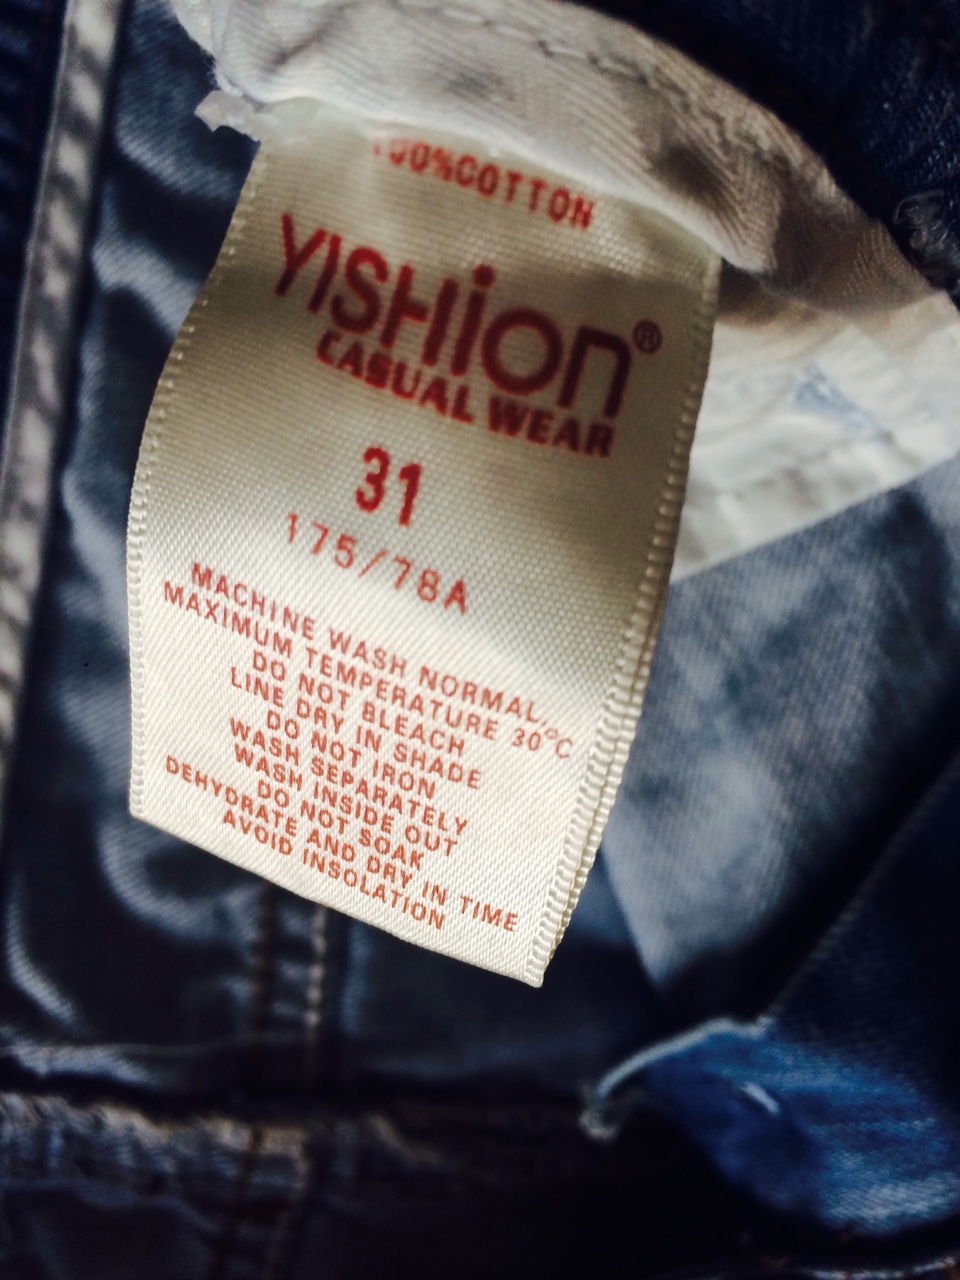 100%COTTON
YISHion®
CASUAL WEAR
31
175/78A
MACHINE WASH NORMAL,
MAXIMUM TEMPERATURE 30°C
DO NOT BLEACH
LINE DRY IN SHADE
DO NOT IRON
WASH SEPARATELY
WASH INSIDE OUT
DO NOT SOAK
DEHYDRATE AND DRY IN TIME
AVOID INSOLATION